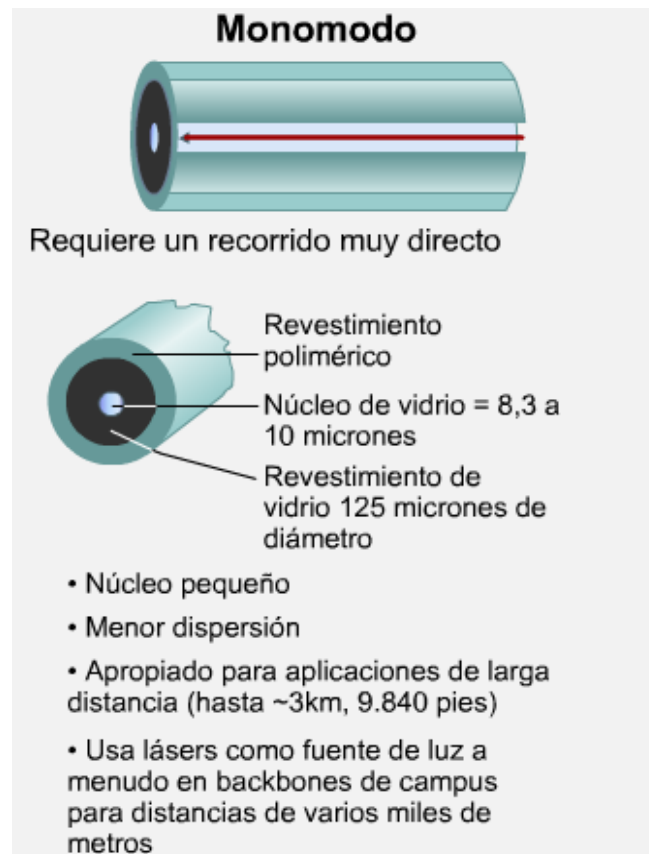 Monomodo
Requiere un recorrido muy directo
Revestimiento
polimérico
Núcleo de vidrio = 8,3 a
10 micrones
Revestimiento de
vidrio 125 micrones de
diámetro
• Núcleo pequeño
• Menor dispersión
• Apropiado para aplicaciones de larga
distancia (hasta ~3km, 9.840 pies)
• Usa lásers como fuente de luz a
menudo en backbones de campus
para distancias de varios miles de
metros